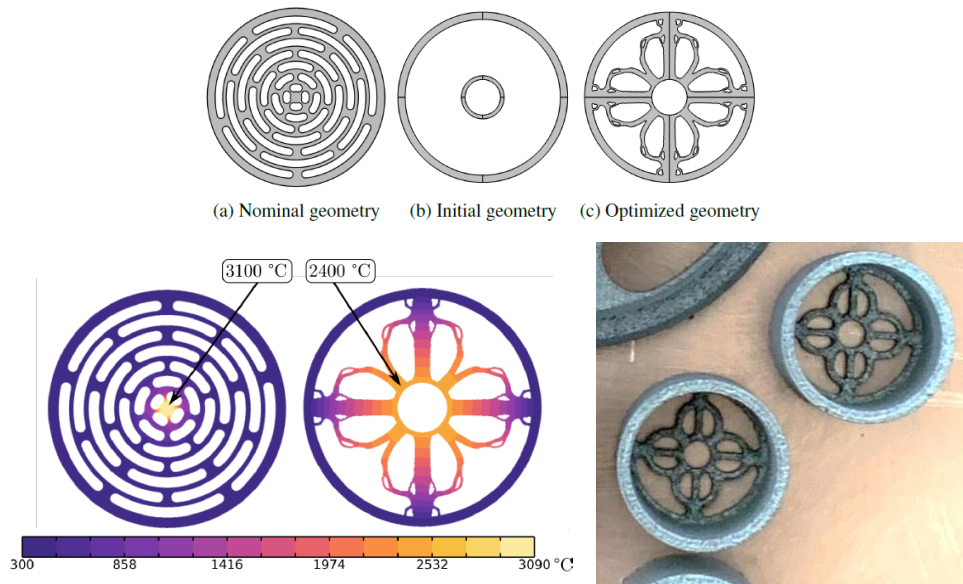 (a) Nominal geometry (b) Initial geometry (c) Optimized geometry
3100 °C 2400 °C
300 858 1416 1974 2532 3090 °C